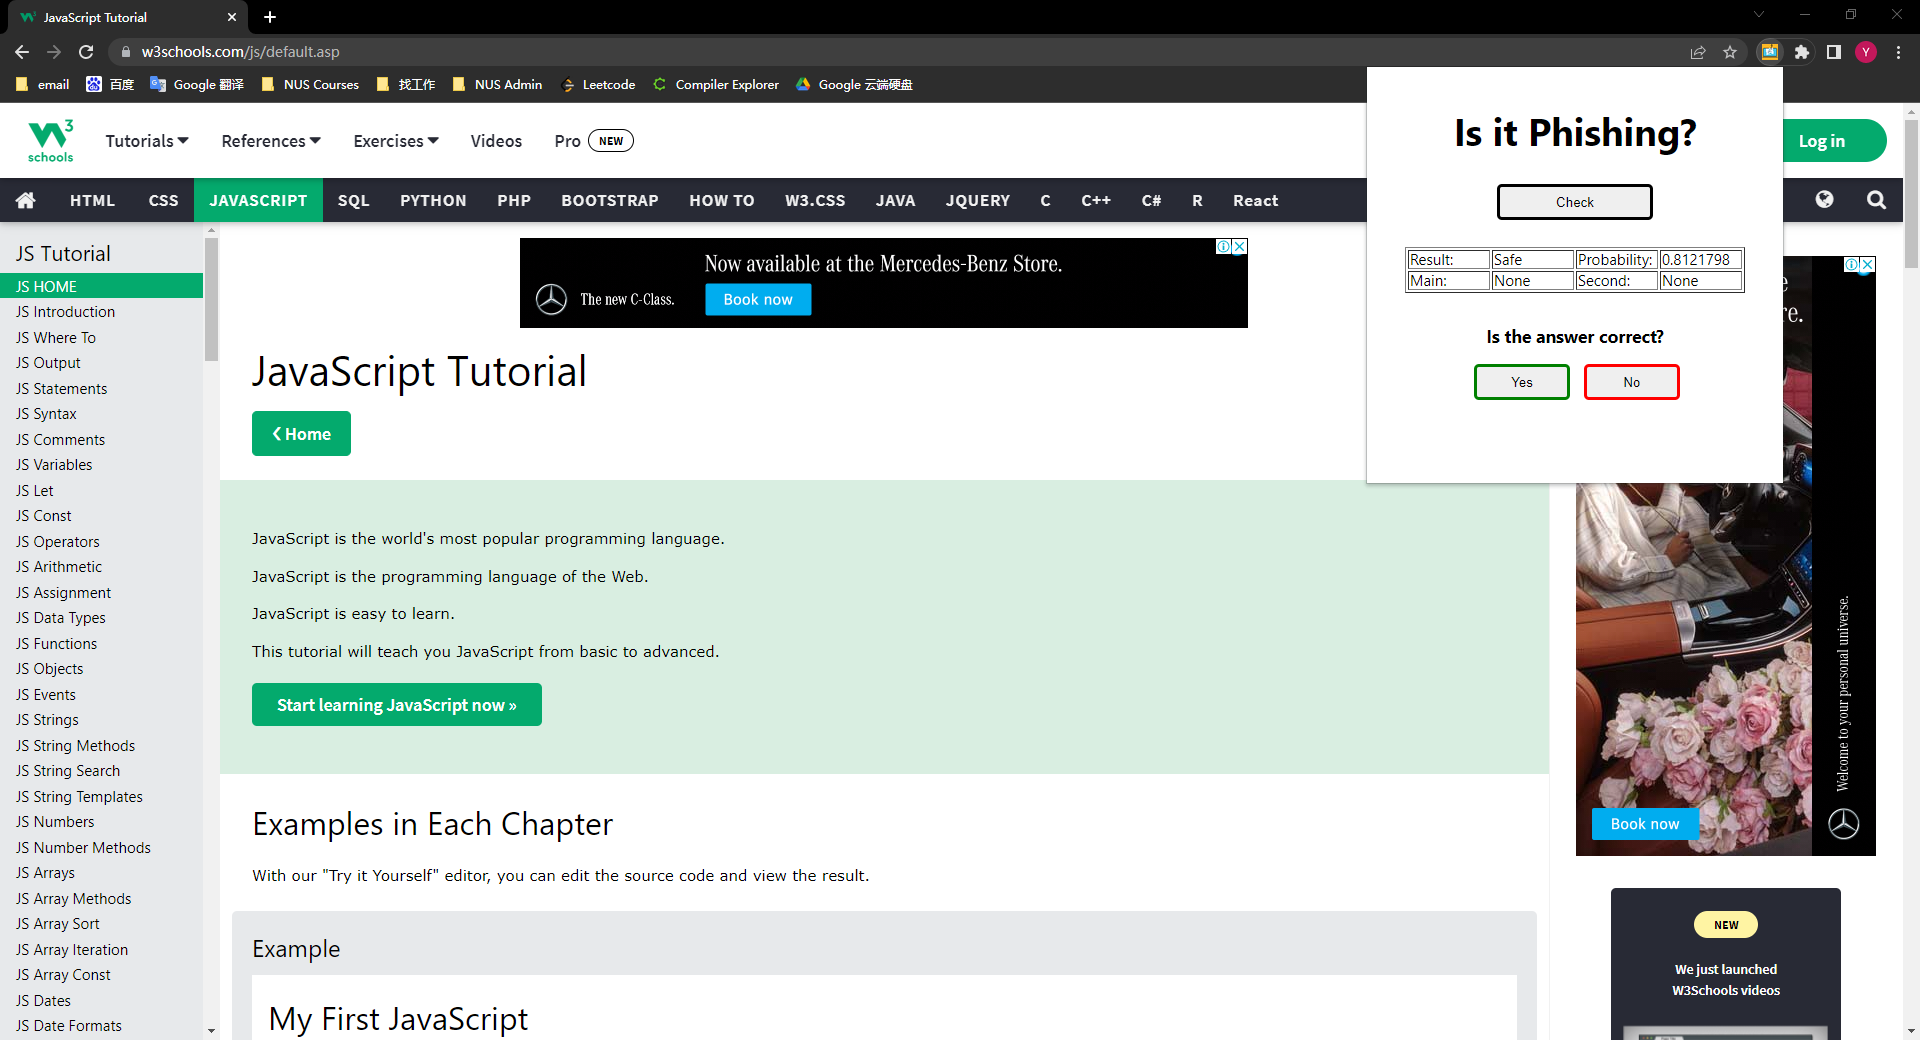 JavaScript Tutorial
w3schools.com/js/default.asp
Y
email
百度
Google 翻译
NUS Courses
找工作
NUS Admin
Leetcode
Compiler Explorer
Google 云端硬盘
W3
schools
Tutorials
References
Exercises
Videos
Pro
NEW
Log in
HTML
CSS
JAVASCRIPT
SQL
PYTHON
PHP
BOOTSTRAP
HOW TO
W3.CSS
JAVA
JQUERY
C
C++
C#
R
React
Is it Phishing?
Check
Result: Safe Probability: 0.8121798
Main: None Second: None
Is the answer correct?
Yes
No
JS Tutorial
JS HOME
JS Introduction
JS Where To
JS Output
JS Statements
JS Syntax
JS Comments
JS Variables
JS Let
JS Const
JS Operators
JS Arithmetic
JS Assignment
JS Data Types
JS Functions
JS Objects
JS Events
JS Strings
JS String Methods
JS String Search
JS String Templates
JS Numbers
JS Number Methods
JS Arrays
JS Array Methods
JS Array Sort
JS Array Iteration
JS Array Const
JS Dates
JS Date Formats
Now available at the Mercedes-Benz Store.
The new C-Class.
Book now
JavaScript Tutorial
❮ Home
JavaScript is the world's most popular programming language.
JavaScript is the programming language of the Web.
JavaScript is easy to learn.
This tutorial will teach you JavaScript from basic to advanced.
Start learning JavaScript now »
Examples in Each Chapter
With our "Try it Yourself" editor, you can edit the source code and view the result.
Example
My First JavaScript
e
re.
Welcome to your personal universe.
Book now
NEW
We just launched
W3Schools videos